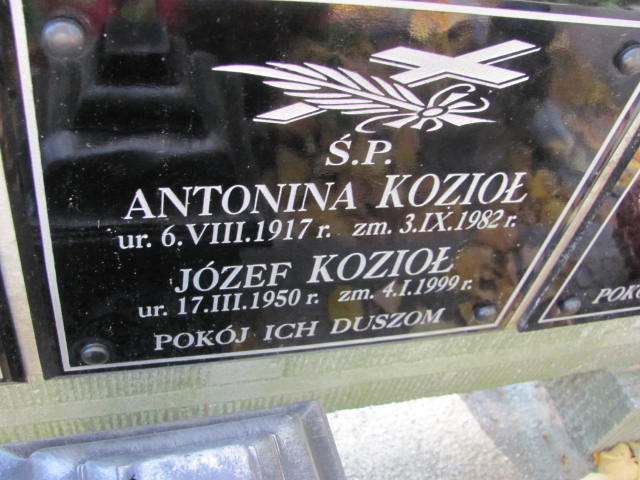 Ś.P.
ANTONINA KOZIOŁ
ur. 6.VIII.1917 r. zm. 3.IX.1982 r.
JÓZEF KOZIOŁ
ur. 17.III.1950 r. zm. 4.I.1999 r.
POKÓJ ICH DUSZOM